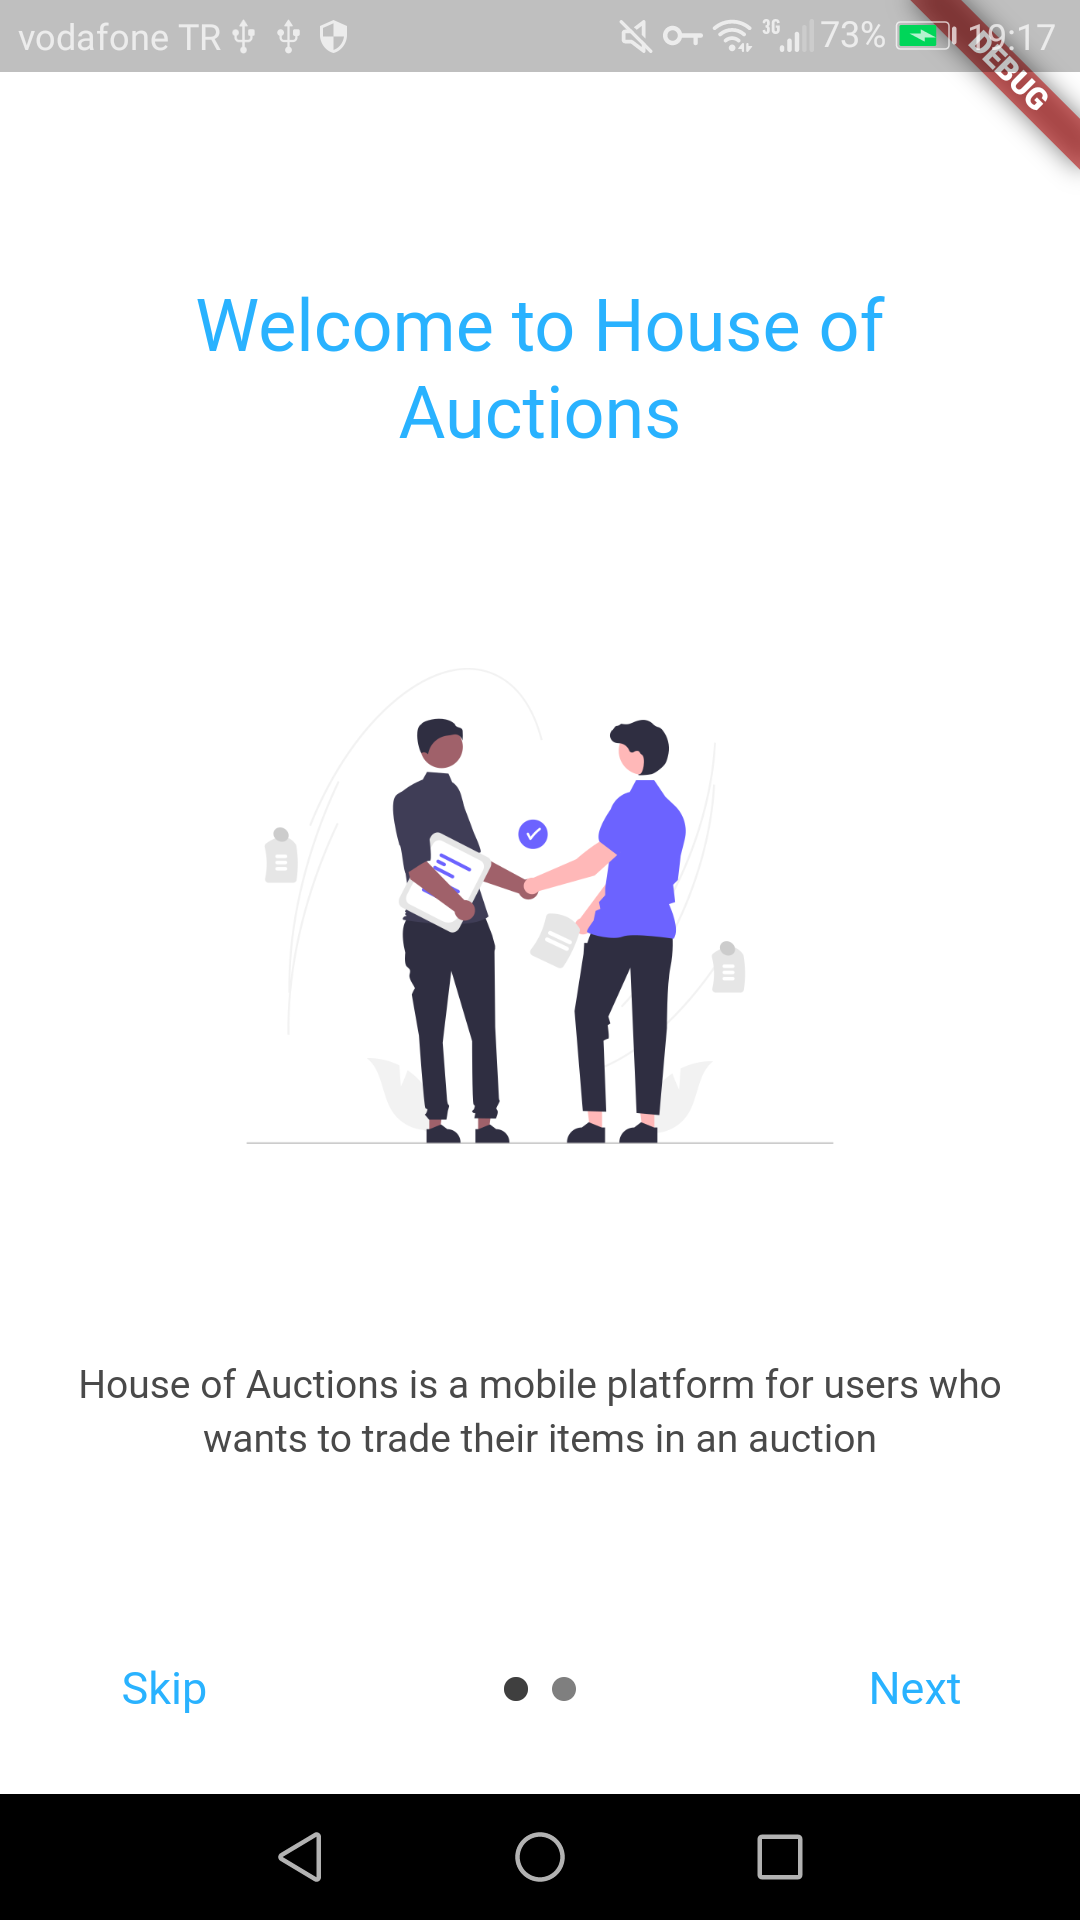 vodafone TR 3G 73% 19:17
DEBUG
Welcome to House of
Auctions
House of Auctions is a mobile platform for users who
wants to trade their items in an auction
Skip Next